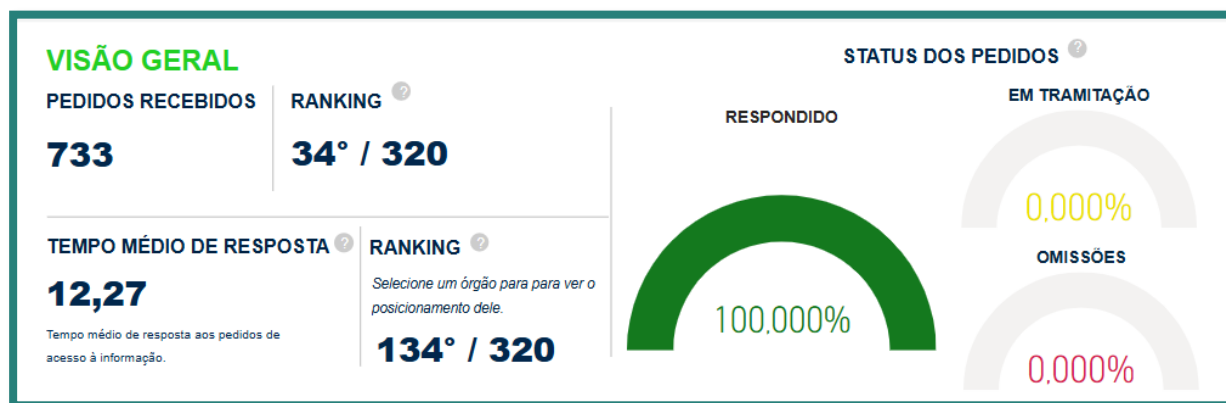 VISÃO GERAL
PEDIDOS RECEBIDOS
733
RANKING ?
34° / 320
TEMPO MÉDIO DE RESPOSTA ?
12,27
Tempo médio de resposta aos pedidos de
acesso à informação.
RANKING ?
Selecione um órgão para para ver o
posicionamento dele.
134° / 320
STATUS DOS PEDIDOS ?
RESPONDIDO
100,000%
EM TRAMITAÇÃO
0,000%
OMISSÕES
0,000%